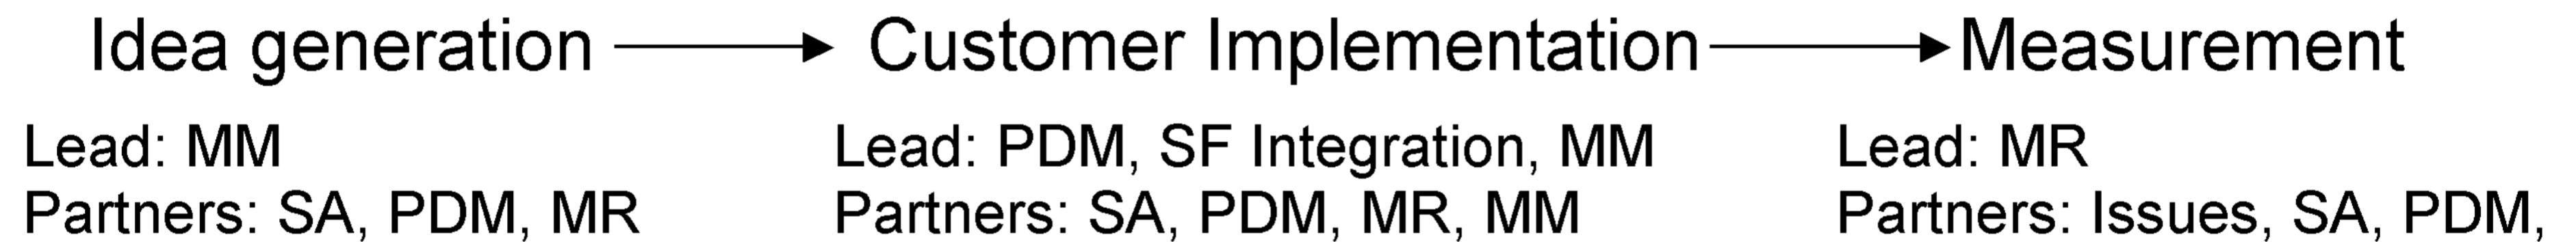 Idea generation Customer Implementation Measurement
Lead: MM Lead: PDM, SF Integration, MM Lead: MR
Partners: SA, PDM, MR Partners: SA, PDM, MR, MM Partners: Issues, SA, PDM,